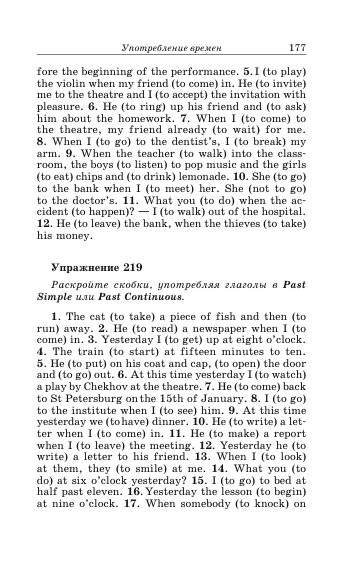 Употребление времен 177
fore the beginning of the performance. 5. I (to play)
the violin when my friend (to come) in. He (to invite)
me to the theatre and I (to accept) the invitation with
pleasure. 6. He (to ring) up his friend and (to ask)
him about the homework. 7. When I (to come) to
the theatre, my friend already (to wait) for me.
8. When I (to go) to the dentist's, I (to break) my
arm. 9. When the teacher (to walk) into the class-
room, the boys (to listen) to pop music and the girls
(to eat) chips and (to drink) lemonade. 10. She (to go)
to the bank when I (to meet) her. She (not to go)
to the doctor's. 11. What you (to do) when the ac-
cident (to happen)? — I (to walk) out of the hospital.
12. He (to leave) the bank, when the thieves (to take)
his money.
Упражнение 219
Раскройте скобки, употребляя глаголы в Past
Simple или Past Continuous.
1. The cat (to take) a piece of fish and then (to
run) away. 2. He (to read) a newspaper when I (to
come) in. 3. Yesterday I (to get) up at eight o'clock.
4. The train (to start) at fifteen minutes to ten.
5. He (to put) on his coat and cap, (to open) the door
and (to go) out. 6. At this time yesterday I (to watch)
a play by Chekhov at the theatre. 7. He (to come) back
to St Petersburg on the 15th of January. 8. I (to go)
to the institute when I (to see) him. 9. At this time
yesterday we (to have) dinner. 10. He (to write) a let-
ter when I (to come) in. 11. He (to make) a report
when I (to leave) the meeting. 12. Yesterday he (to
write) a letter to his friend. 13. When I (to look)
at them, they (to smile) at me. 14. What you (to
do) at six o'clock yesterday? 15. I (to go) to bed at
half past eleven. 16. Yesterday the lesson (to begin)
at nine o'clock. 17. When somebody (to knock) on